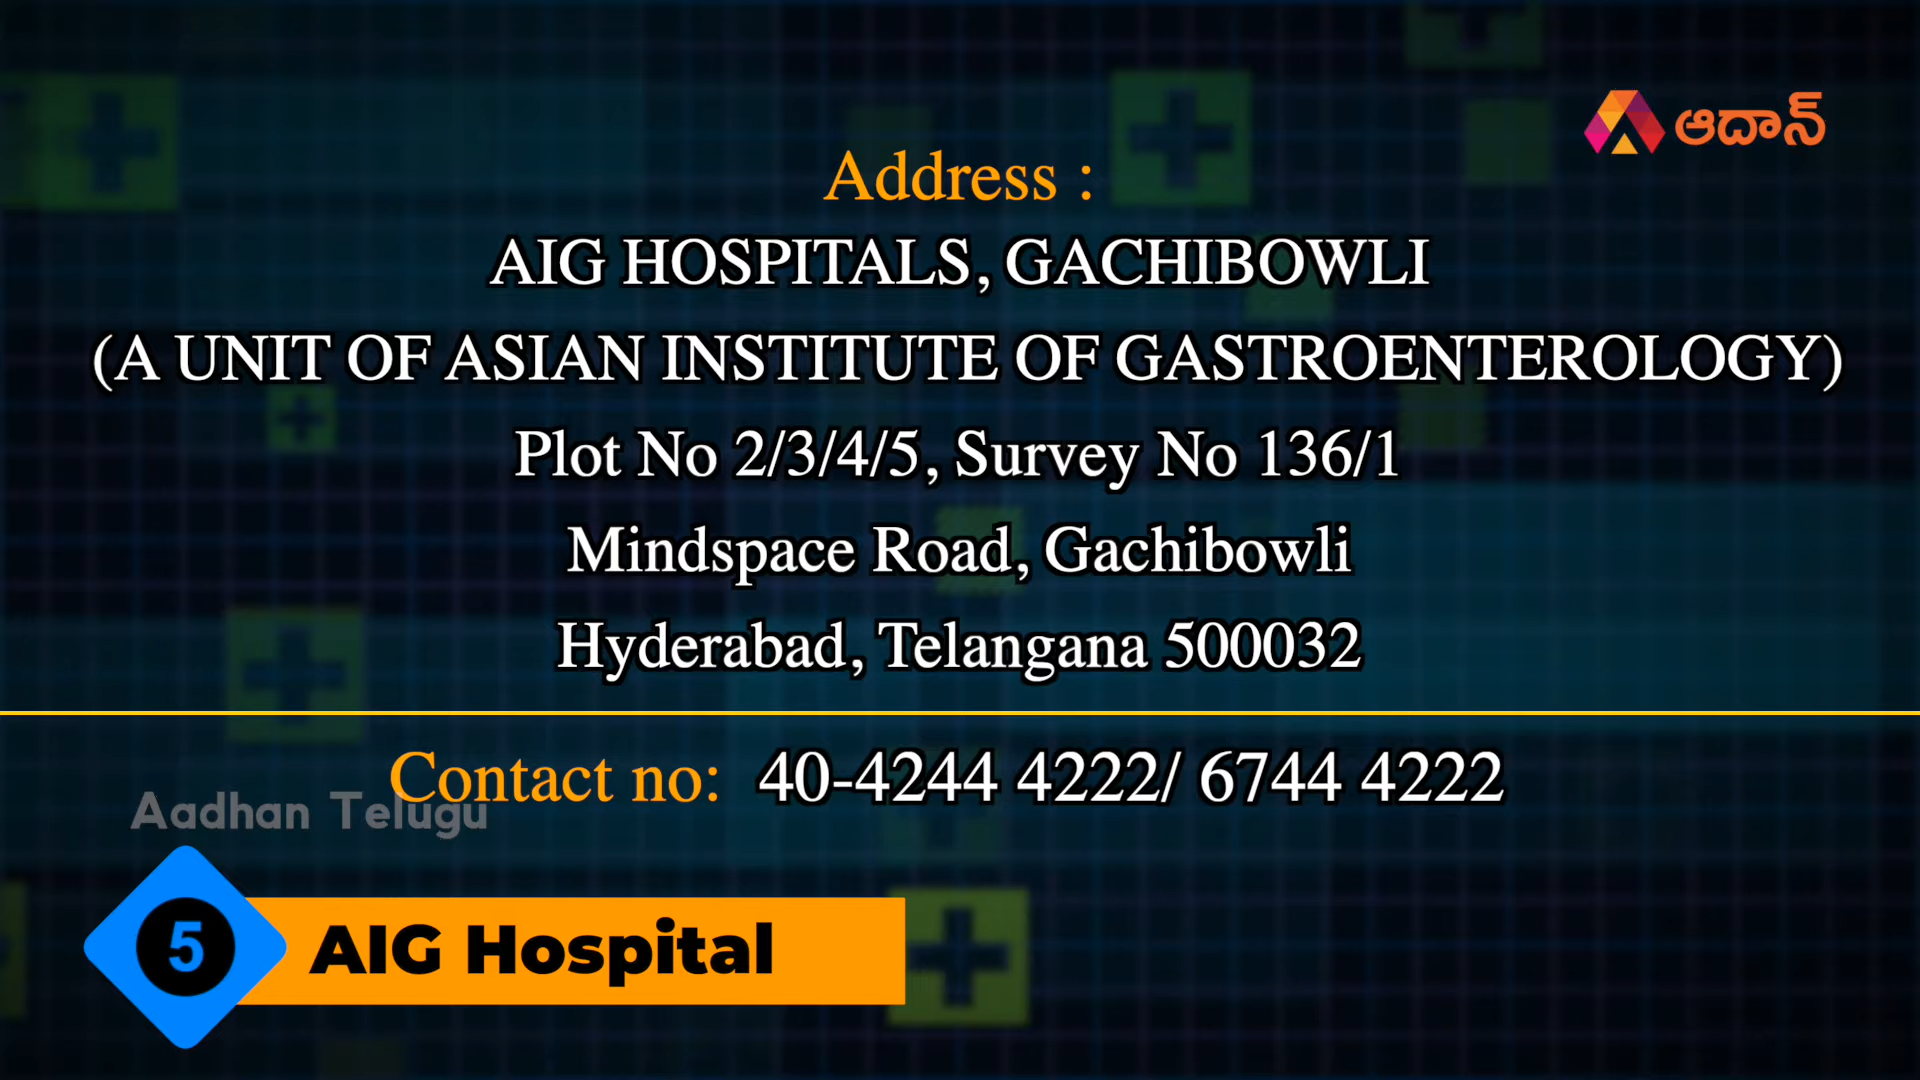 ఆదాన్
Address :
AIG HOSPITALS, GACHIBOWLI
(A UNIT OF ASIAN INSTITUTE OF GASTROENTEROLOGY)
Plot No 2/3/4/5, Survey No 136/1
Mindspace Road, Gachibowli
Hyderabad, Telangana 500032
Contact no: 40-4244 4222/ 6744 4222
Aadhan Telugu
5 AIG Hospital